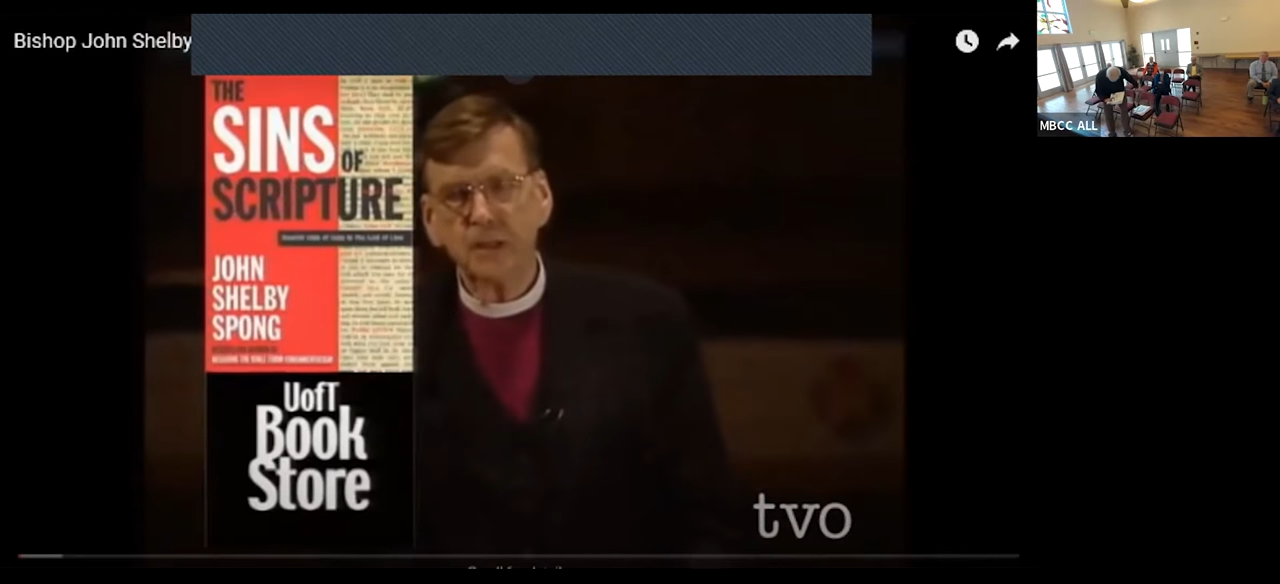 Bishop John Shelby
THE
SINS
OF
SCRIPTURE
JOHN
SHELBY
SPONG
UofT
Book
Store
tvo
MBCC ALL